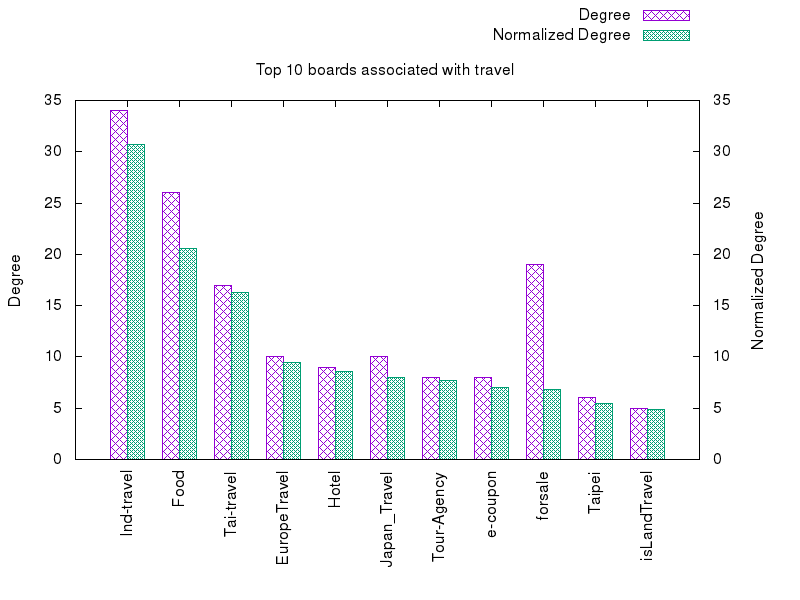 Degree
Normalized Degree
Top 10 boards associated with travel
35
30
25
20
15
10
5
0
35
30
25
20
15
10
5
0
Degree
Normalized Degree
Ind-travel
Food
Tai-travel
EuropeTravel
Hotel
Japan_Travel
Tour-Agency
e-coupon
forsale
Taipei
isLandTravel